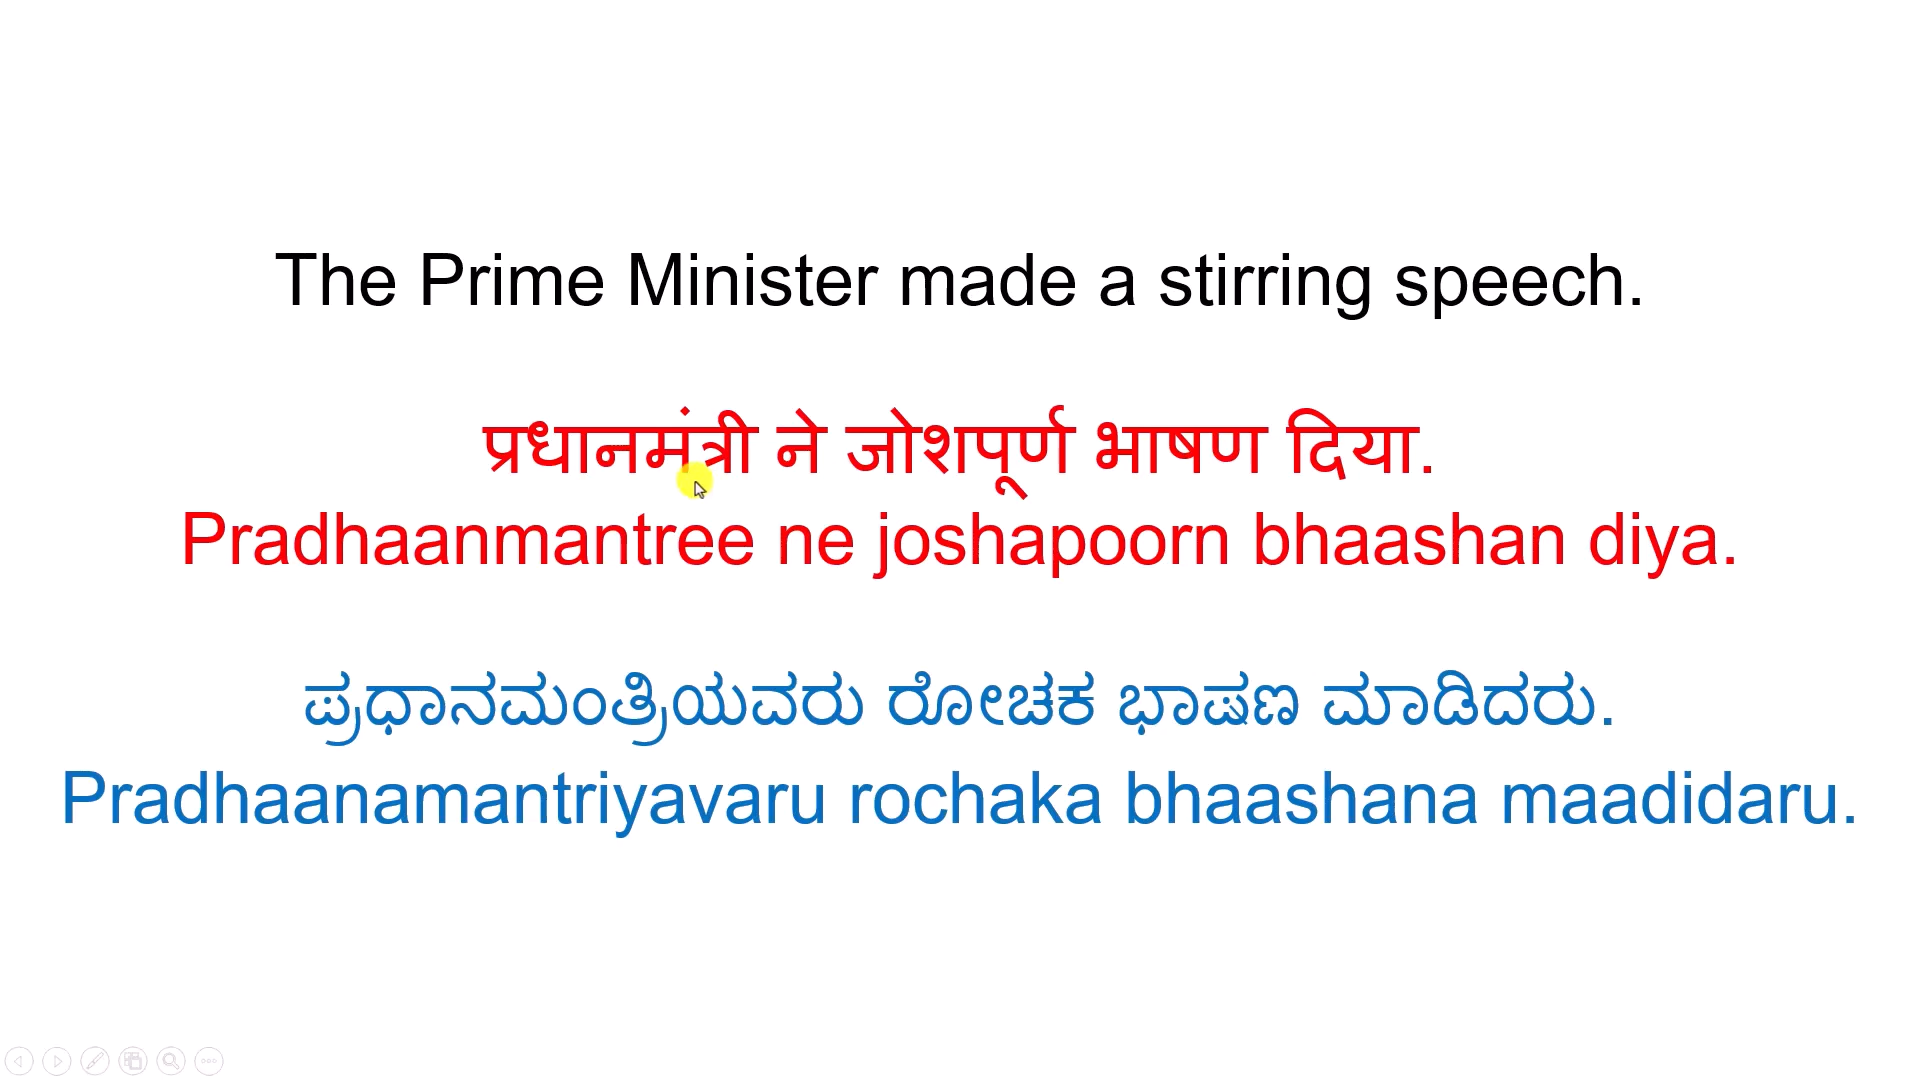 The Prime Minister made a stirring speech.
प्रधानमंत्री ने जोशपूर्ण भाषण दिया.
Pradhaanmantree ne joshapoorn bhaashan diya.
ಪ್ರಧಾನಮಂತ್ರಿಯವರು ರೋಚಕ ಭಾಷಣ ಮಾಡಿದರು.
Pradhaanamantriyavaru rochaka bhaashana maadidaru.